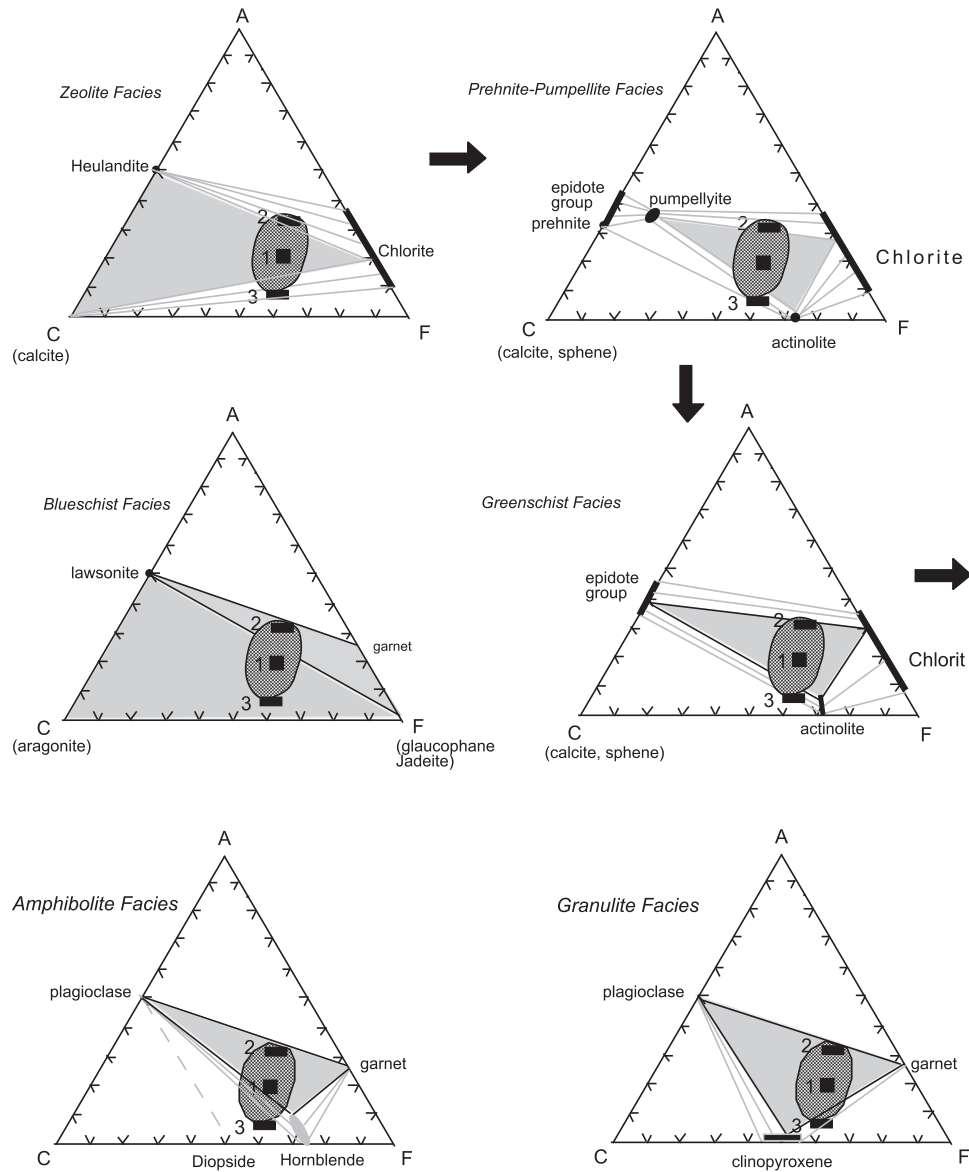 A
Zeolite Facies
Heulandite
2
Chlorite
1
3
C
F
(calcite)
A
Prehnite-Pumpellite Facies
epidote
group
pumpellyite
prehnite
2
Chlorite
1
3
C
F
(calcite, sphene)
actinolite
A
Blueschist Facies
lawsonite
2
garnet
1
3
C
F
(aragonite)
(glaucophane
Jadeite)
A
Greenschist Facies
epidote
group
2
Chlorit
1
3
C
F
(calcite, sphene)
actinolite
A
Amphibolite Facies
plagioclase
2
garnet
1
3
C
Diopside
Hornblende
F
A
Granulite Facies
plagioclase
2
garnet
1
3
C
clinopyroxene
F